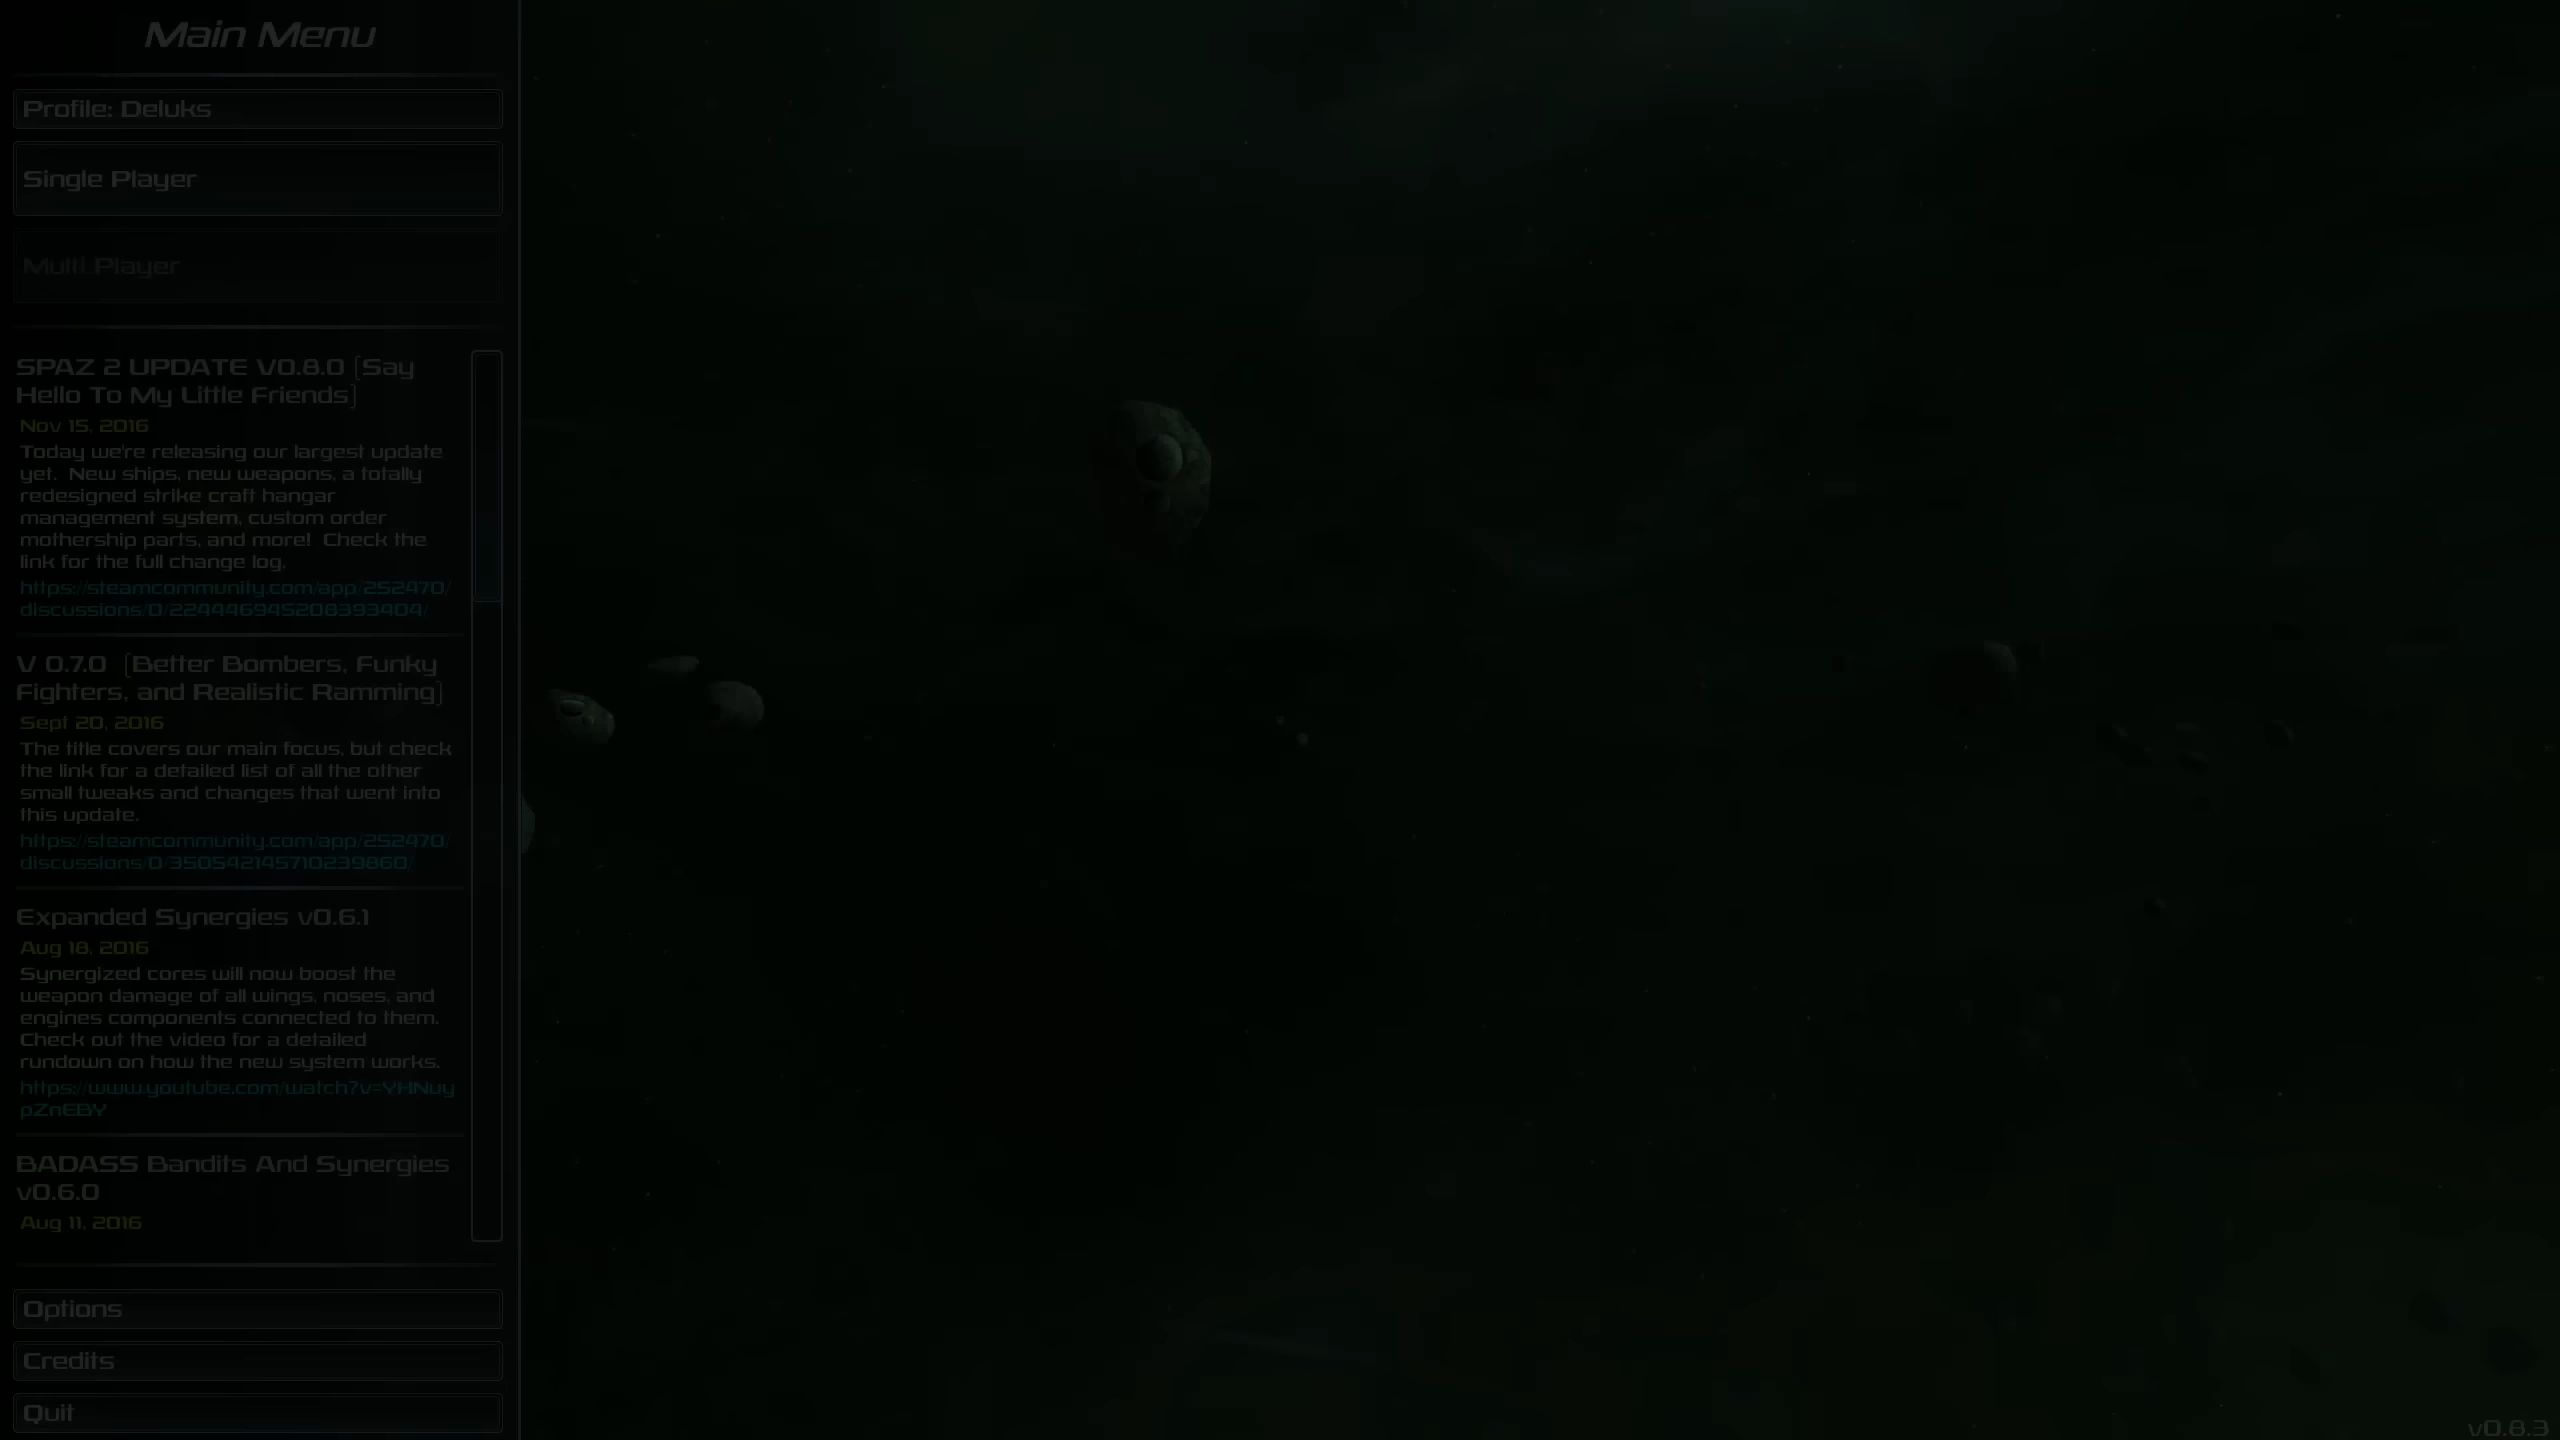 Main Menu
Profile: Deluks
Single Player
Multi Player
SPAZ 2 UPDATE V0.8.0 [Say
Hello To My Little Friends]
Nov 15, 2016
Today we're releasing our largest update
yet.  New ships, new weapons, a totally
redesigned strike craft hangar
management system, custom order
mothership parts, and more!  Check the
link for the full change log.
https://steamcommunity.com/app/252470/
discussions/0/224446945208393404/
V 0.7.0  [Better Bombers, Funky
Fighters, and Realistic Ramming]
Sept 20, 2016
The title covers our main focus, but check
the link for a detailed list of all the other
small tweaks and changes that went into
this update.
https://steamcommunity.com/app/252470/
discussions/0/350542145710239860/
Expanded Synergies v0.6.1
Aug 18, 2016
Synergized cores will now boost the
weapon damage of all wings, noses, and
engines components connected to them.
Check out the video for a detailed
rundown on how the new system works.
https://www.youtube.com/watch?v=YHNuy
pZnEBY
BADASS Bandits And Synergies
v0.6.0
Aug 11, 2016
Options
Credits
Quit
v0.8.3